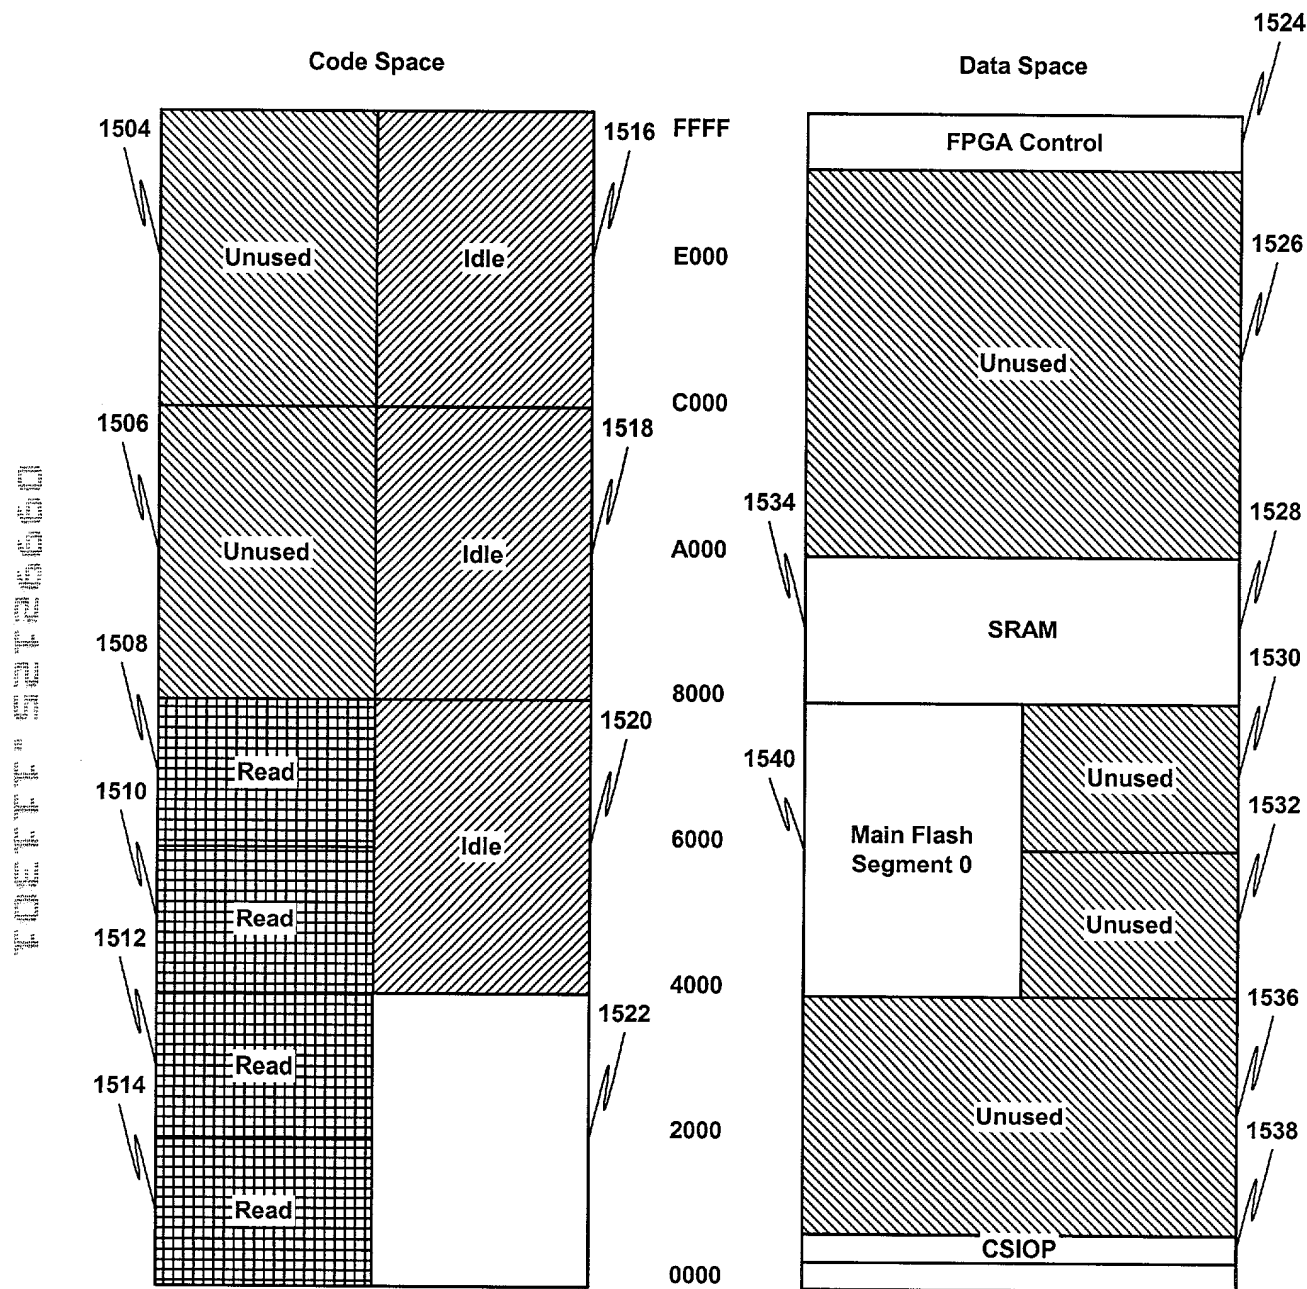 1524
Code Space
Data Space
1504
FFFF
1516
FPGA Control
1526
Unused
Idle
E000
Unused
C000
1506
1518
1534
1528
Unused
Idle
A000
SRAM
1508
1530
8000
1520
1540
Read
Unused
1510
1532
Idle
6000
Main Flash
Segment 0
Read
Unused
1512
4000
1536
1522
Read
1514
Unused
2000
1538
Read
CSIOP
0000